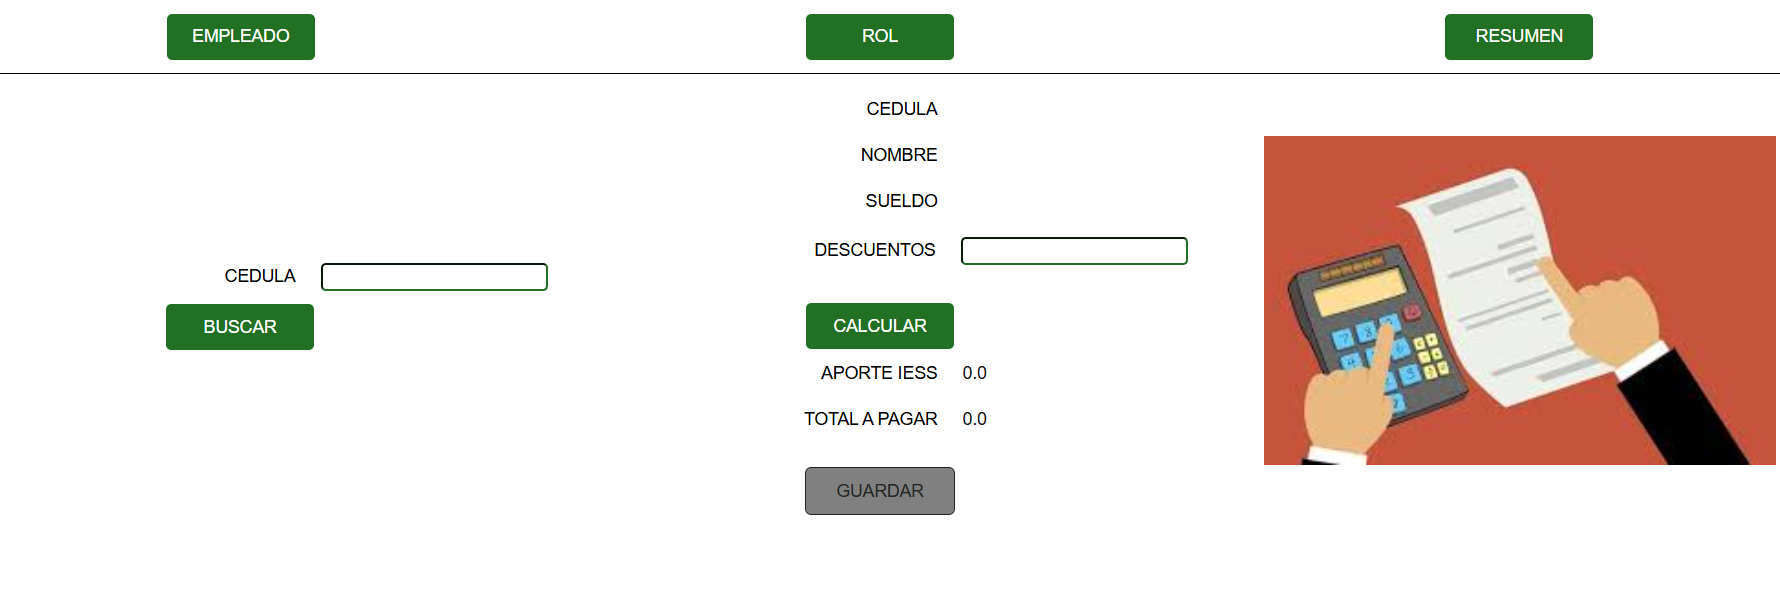 EMPLEADO
ROL
RESUMEN
CEDULA
BUSCAR
CEDULA
NOMBRE
SUELDO
DESCUENTOS
CALCULAR
APORTE IESS 0.0
TOTAL A PAGAR 0.0
GUARDAR